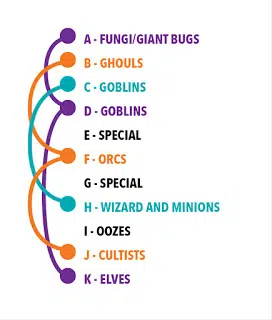 A - FUNGI/GIANT BUGS
B - GHOULS
C - GOBLINS
D - GOBLINS
E - SPECIAL
F - ORCS
G - SPECIAL
H - WIZARD AND MINIONS
I - OOZES
J - CULTISTS
K - ELVES